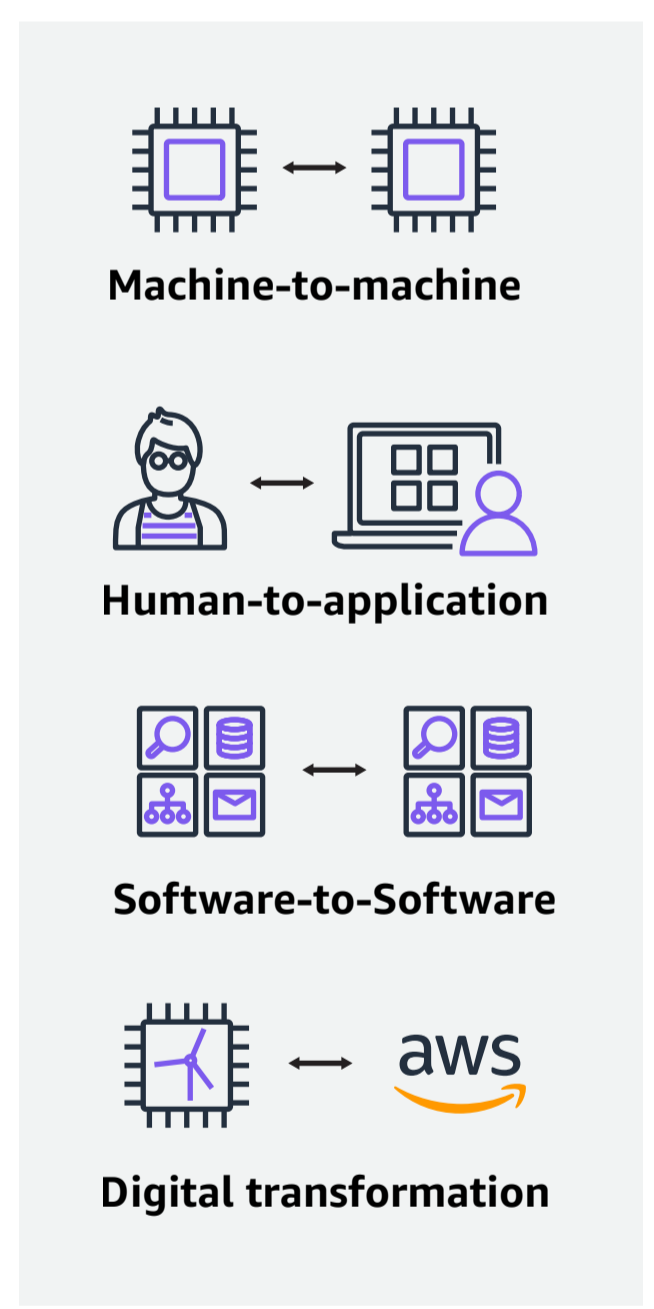 Machine-to-machine
Human-to-application
Software-to-Software
aws
Digital transformation